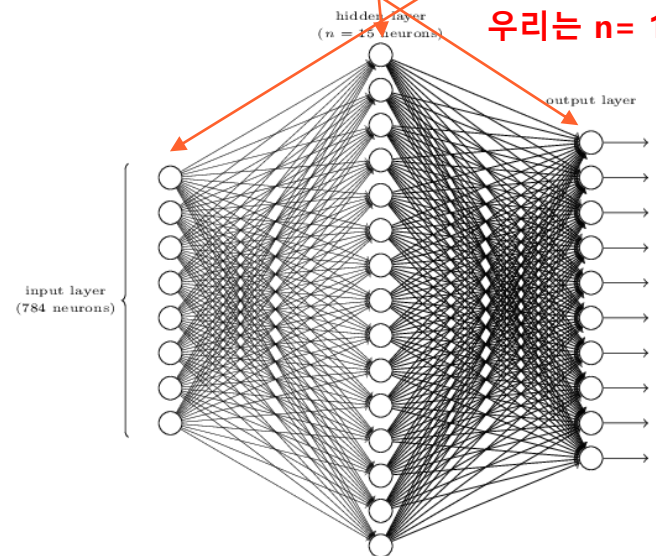 hidden layer
(n = 15 neurons)
우리는 n= 1
output layer
input layer
(784 neurons)